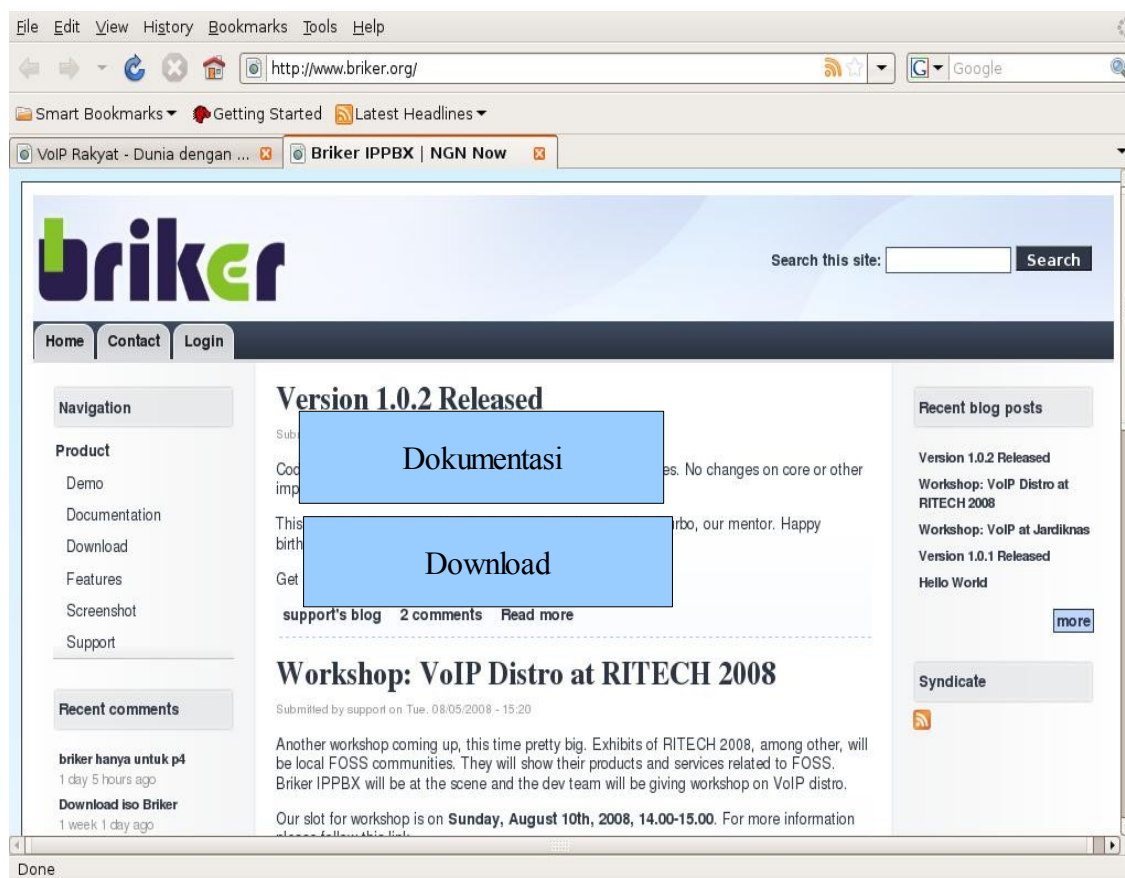 File Edit View History Bookmarks Tools Help
http://www.briker.org/
G Google
Smart Bookmarks Getting Started Latest Headlines
VoIP Rakyat - Dunia dengan ... Briker IPPBX | NGN Now
briker
Search this site: Search
Home Contact Login
Navigation
Product
Demo
Documentation
Download
Features
Screenshot
Support
Recent comments
briker hanya untuk p4
1 day 5 hours ago
Download iso Briker
1 week 1 day ago
Version 1.0.2 Released
Dokumentasi
No changes on core or other
This
our mentor. Happy
Download
Get
support's blog 2 comments Read more
Workshop: VoIP Distro at RITECH 2008
Submitted by support on Tue, 08/05/2008 - 15:20
Another workshop coming up, this time pretty big. Exhibits of RITECH 2008, among other, will
be local FOSS communities. They will show their products and services related to FOSS.
Briker IPPBX will be at the scene and the dev team will be giving workshop on VoIP distro.
Our slot for workshop is on Sunday, August 10th, 2008, 14.00-15.00. For more information
Recent blog posts
Version 1.0.2 Released
Workshop: VoIP Distro at
RITECH 2008
Workshop: VoIP at Jardiknas
Version 1.0.1 Released
Hello World
more
Syndicate
Done